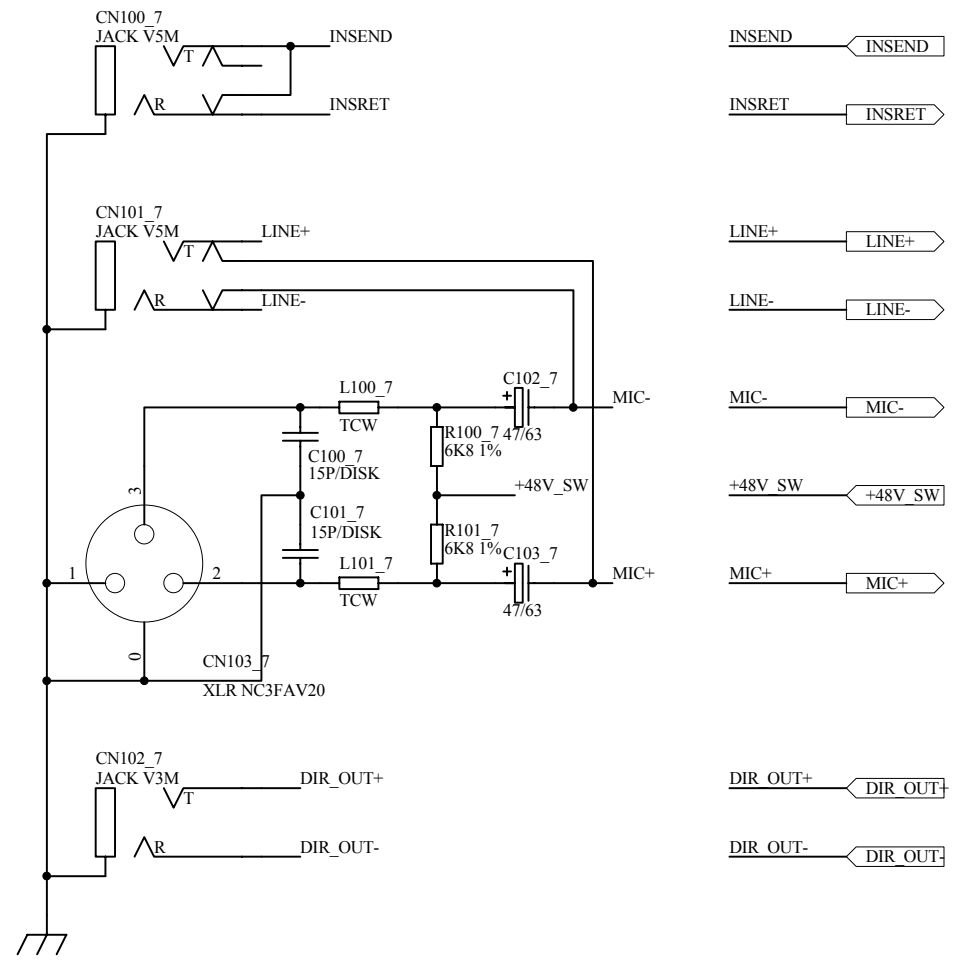 CN100_7
JACK V5M
T
INSEND
R
INSRET
INSEND
INSEND
INSRET
INSRET
CN101_7
JACK V5M
T
LINE+
R
LINE-
LINE+
LINE+
LINE-
LINE-
L100_7
TCW
C102_7
+
47/63
MIC-
MIC-
MIC-
R100_7
6K8 1%
C100_7
15P/DISK
+48V_SW
+48V_SW
+48V_SW
C101_7
15P/DISK
R101_7
6K8 1%
L101_7
TCW
C103_7
+
47/63
MIC+
MIC+
MIC+
3
1
2
0
CN103_7
XLR NC3FAV20
CN102_7
JACK V3M
T
DIR_OUT+
R
DIR_OUT-
DIR_OUT+
DIR_OUT+
DIR_OUT-
DIR_OUT-